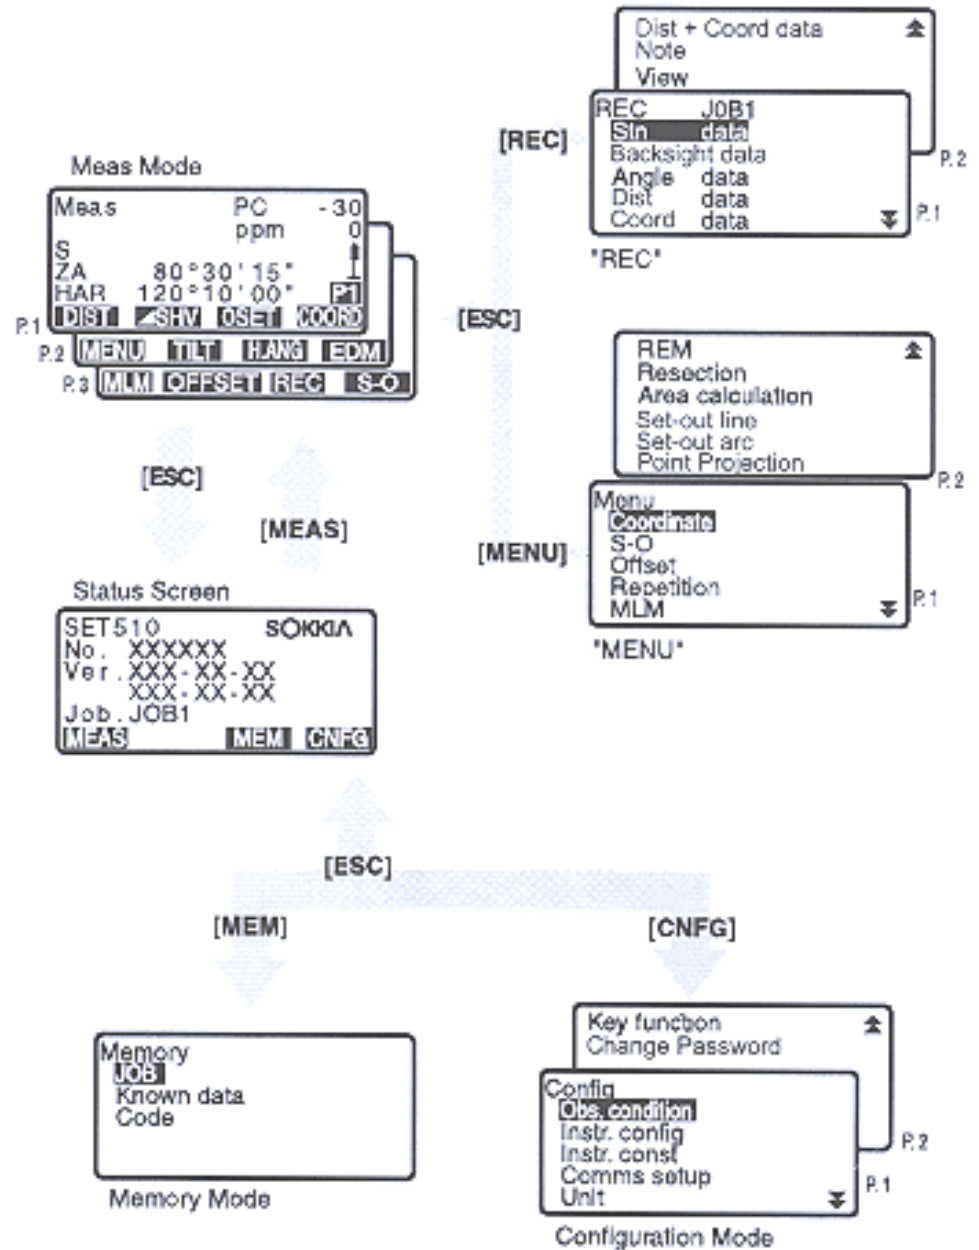 Meas Mode
Meas PC -30
ppm 0
S
ZA 80°30'15"
HAR 120°10'00" P1
DIST ◢SHV 0SET COORD
P.1
P.2 MENU TILT H.ANG EDM
P.3 MLM OFFSET REC S-O
[REC]
Dist + Coord data
Note
View
P.2
REC JOB1
Stn data
Backsight data
Angle data
Dist data
Coord data
P.1
"REC"
[ESC]
REM
Resection
Area calculation
Set-out line
Set-out arc
Point Projection
P.2
[MENU]
Menu
Coordinate
S-O
Offset
Repetition
MLM
P.1
"MENU"
[ESC]
[MEAS]
Status Screen
SET510 SOKKIA
No. XXXXXX
Ver.XXX-XX-XX
XXX-XX-XX
Job.JOB1
MEAS MEM CNFG
[ESC]
[MEM]
[CNFG]
Memory
JOB
Known data
Code
Memory Mode
Key function
Change Password
P.2
Config
Obs. condition
Instr. config
Instr. const
Comms setup
Unit
P.1
Configuration Mode